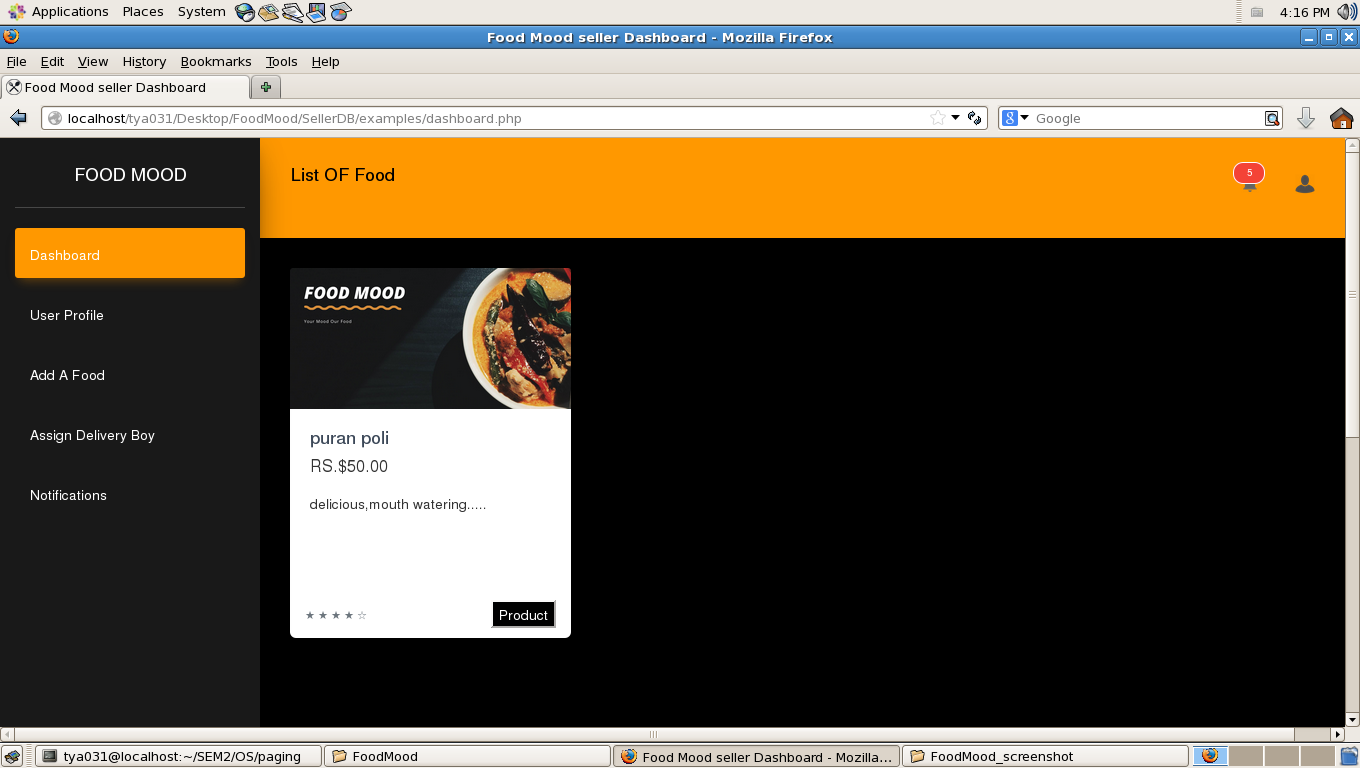 Applications Places System 4:16 PM
Food Mood seller Dashboard - Mozilla Firefox
File Edit View History Bookmarks Tools Help
Food Mood seller Dashboard
localhost/tya031/Desktop/FoodMood/SellerDB/examples/dashboard.php Google
FOOD MOOD
List OF Food
5
Dashboard
User Profile
Add A Food
Assign Delivery Boy
Notifications
FOOD MOOD
Your Mood Our Food
puran poli
RS.$50.00
delicious,mouth watering.....
Product
tya031@localhost:~/SEM2/OS/paging FoodMood Food Mood seller Dashboard - Mozilla... FoodMood_screenshot